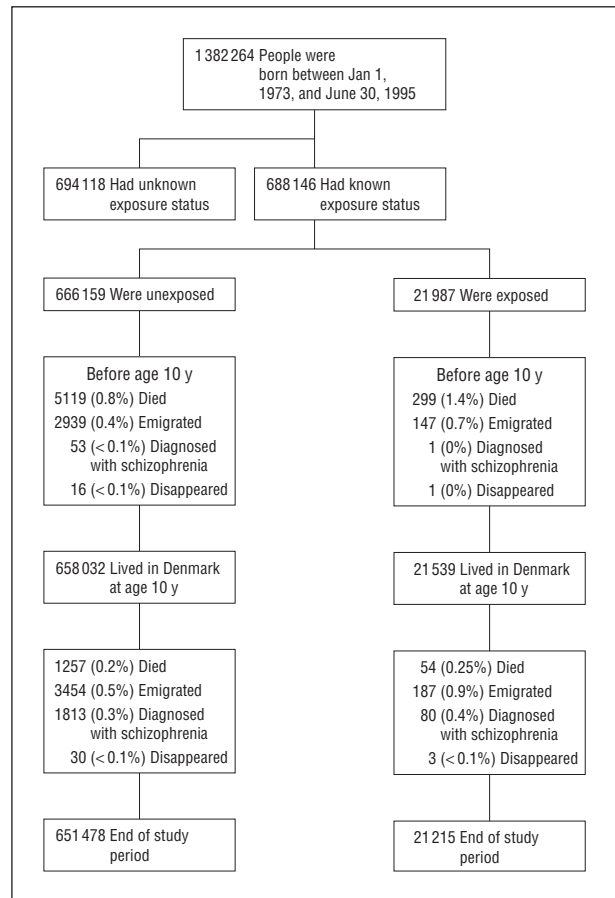 1 382 264 People were
born between Jan 1,
1973, and June 30, 1995
694 118 Had unknown
exposure status
688 146 Had known
exposure status
666 159 Were unexposed
21 987 Were exposed
Before age 10 y
5119 (0.8%) Died
2939 (0.4%) Emigrated
53 (<0.1%) Diagnosed
with schizophrenia
16 (<0.1%) Disappeared
Before age 10 y
299 (1.4%) Died
147 (0.7%) Emigrated
1 (0%) Diagnosed
with schizophrenia
1 (0%) Disappeared
658 032 Lived in Denmark
at age 10 y
21 539 Lived in Denmark
at age 10 y
1257 (0.2%) Died
3454 (0.5%) Emigrated
1813 (0.3%) Diagnosed
with schizophrenia
30 (<0.1%) Disappeared
54 (0.25%) Died
187 (0.9%) Emigrated
80 (0.4%) Diagnosed
with schizophrenia
3 (<0.1%) Disappeared
651 478 End of study
period
21 215 End of study
period